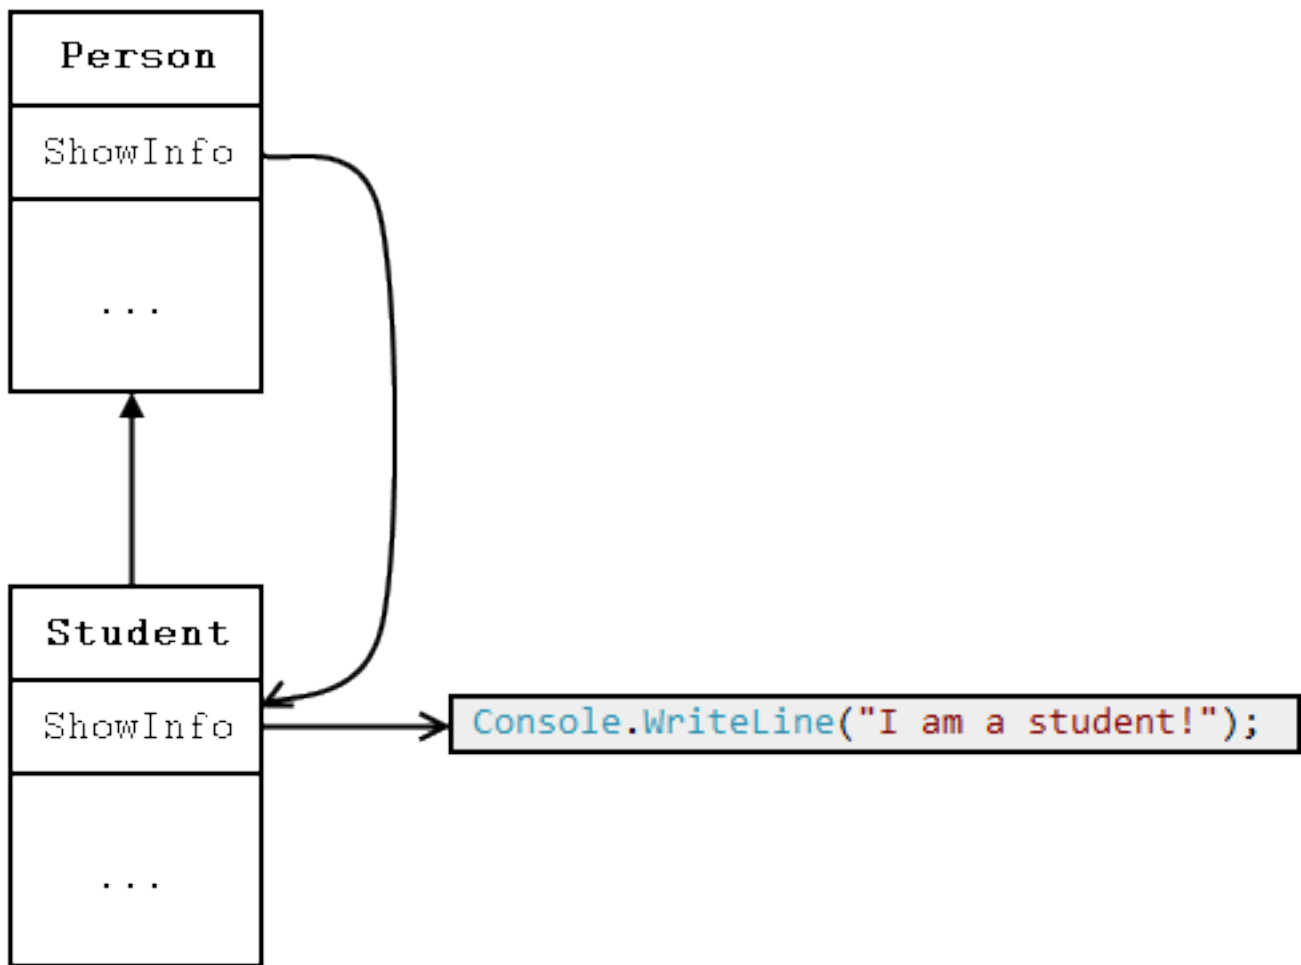 Person
ShowInfo
...
Student
ShowInfo
Console.WriteLine("I am a student!");
...